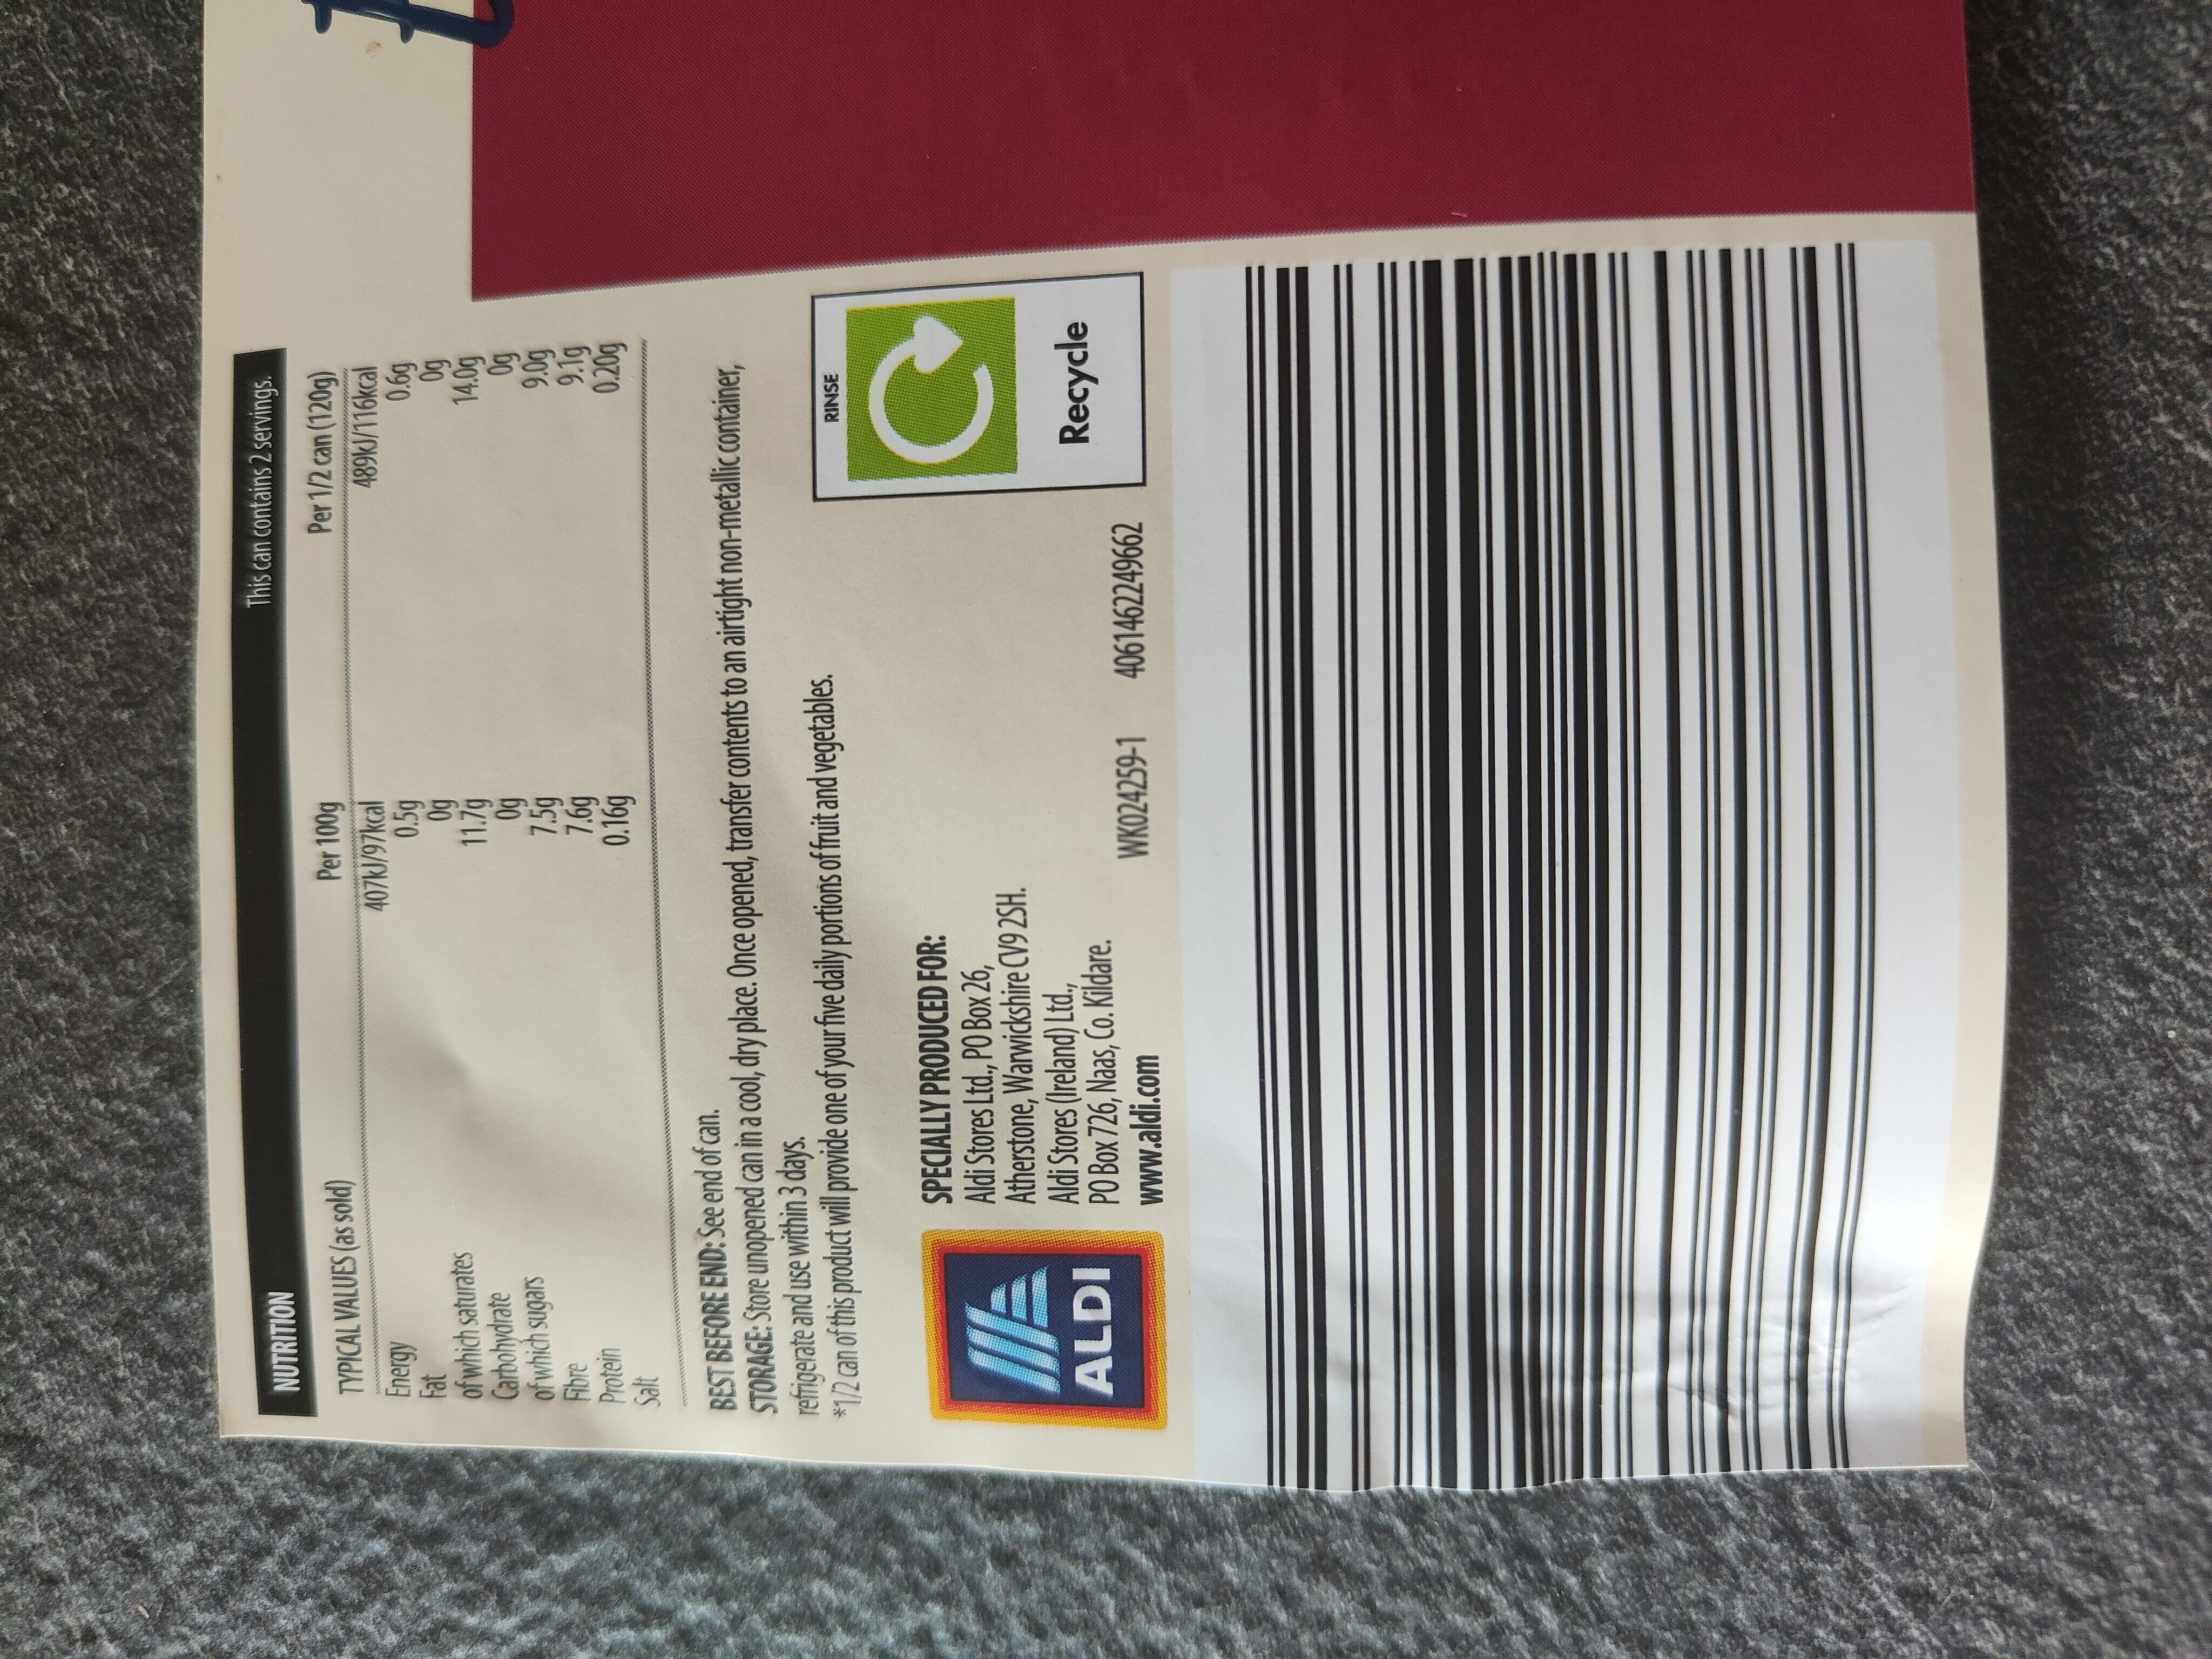 NUTRITION This can contains 2 servings.
TYPICAL VALUES (as sold) Per 100g Per 1/2 can (120g)
Energy 407kJ/97kcal 489kJ/116kcal
Fat 0.5g 0.6g
of which saturates 0g 0g
Carbohydrate 11.7g 14.0g
of which sugars 0g 0g
Fibre 7.5g 9.0g
Protein 7.6g 9.1g
Salt 0.16g 0.20g
BEST BEFORE END: See end of can.
STORAGE: Store unopened can in a cool, dry place. Once opened, transfer contents to an airtight non-metallic container,
refrigerate and use within 3 days.
*1/2 can of this product will provide one of your five daily portions of fruit and vegetables.
ALDI
SPECIALLY PRODUCED FOR:
Aldi Stores Ltd., PO Box 26,
Atherstone, Warwickshire CV9 2SH.
Aldi Stores (Ireland) Ltd.,
PO Box 726, Naas, Co. Kildare.
www.aldi.com
WK024259-1 4061462249662
RINSE
Recycle